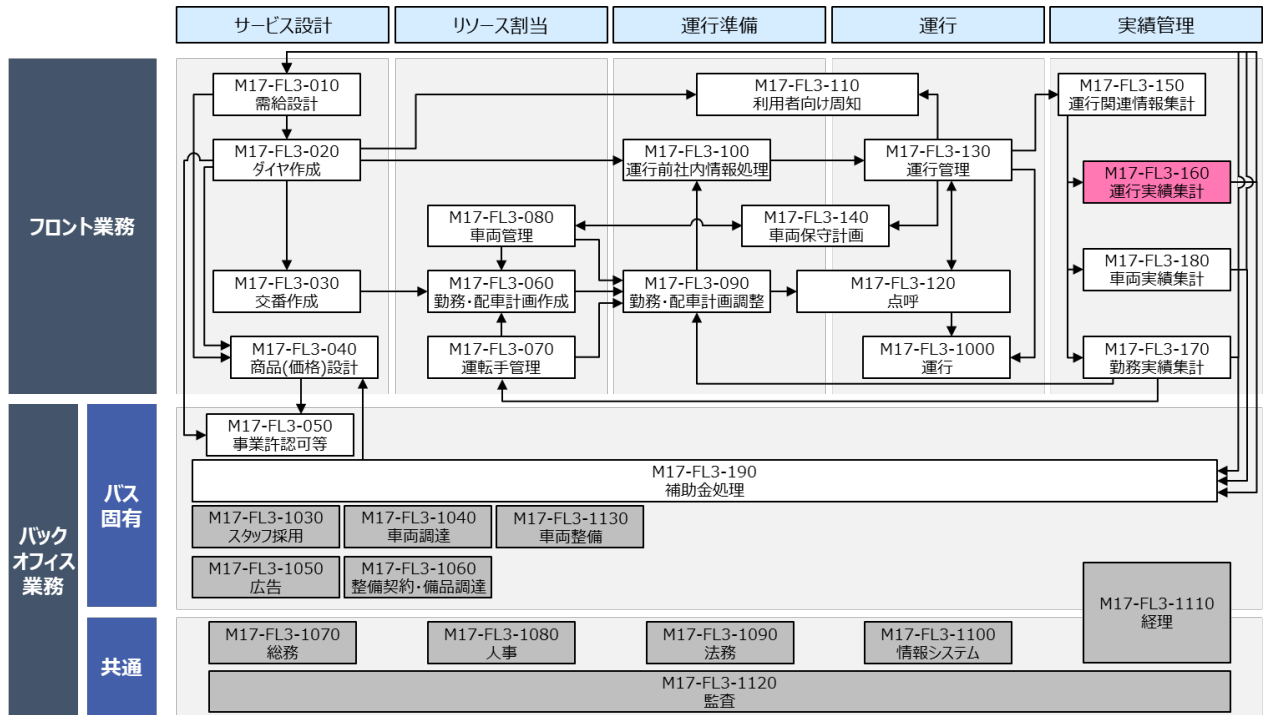 サービス設計
リソース割当
運行準備
運行
実績管理
フロント業務
M17-FL3-010
需給設計
M17-FL3-110
利用者向け周知
M17-FL3-150
運行関連情報集計
M17-FL3-020
ダイヤ作成
M17-FL3-100
運行前社内情報処理
M17-FL3-130
運行管理
M17-FL3-160
運行実績集計
M17-FL3-080
車両管理
M17-FL3-140
車両保守計画
M17-FL3-180
車両実績集計
M17-FL3-030
交番作成
M17-FL3-060
勤務・配車計画作成
M17-FL3-090
勤務・配車計画調整
M17-FL3-120
点呼
M17-FL3-040
商品(価格)設計
M17-FL3-070
運転手管理
M17-FL3-1000
運行
M17-FL3-170
勤務実績集計
バック
オフィス
業務
バス
固有
M17-FL3-050
事業許認可等
M17-FL3-190
補助金処理
M17-FL3-1030
スタッフ採用
M17-FL3-1040
車両調達
M17-FL3-1130
車両整備
M17-FL3-1050
広告
M17-FL3-1060
整備契約・備品調達
M17-FL3-1110
経理
共通
M17-FL3-1070
総務
M17-FL3-1080
人事
M17-FL3-1090
法務
M17-FL3-1100
情報システム
M17-FL3-1120
監査